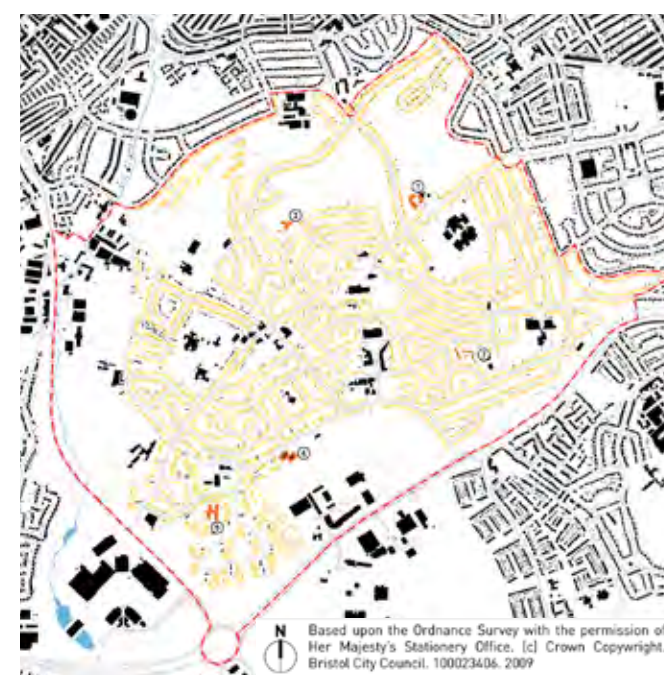 N
Based upon the Ordnance Survey with the permission of
Her Majesty's Stationery Office. (c) Crown Copywright.
Bristol City Council. 100023406. 2009